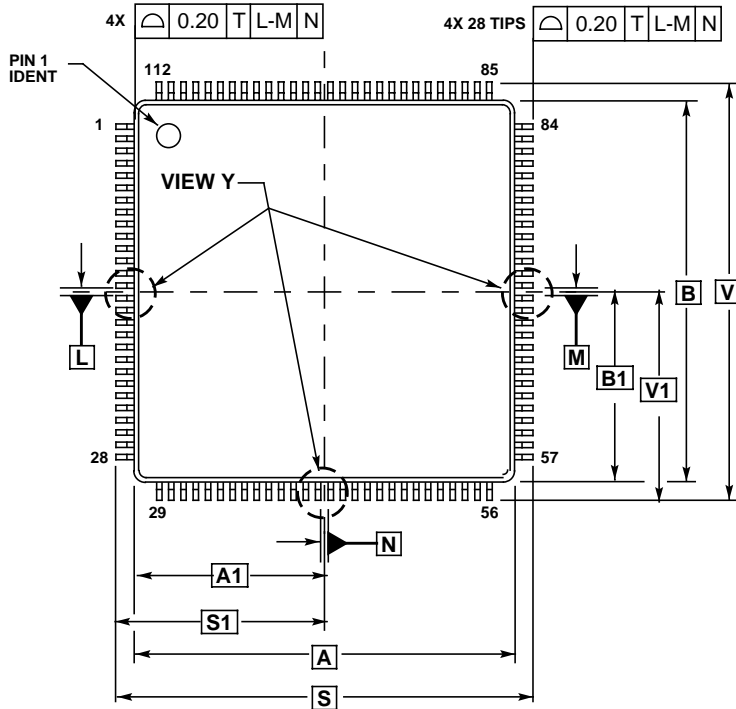 4X ⌓ 0.20 T L-M N
4X 28 TIPS ⌓ 0.20 T L-M N
PIN 1
IDENT
112
85
1
84
VIEW Y
B
V
L
M
B1
V1
28
57
29
56
N
A1
S1
A
S